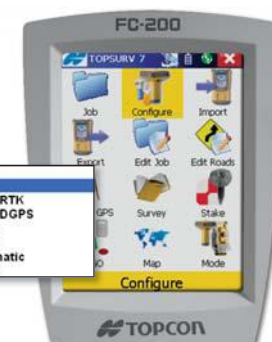 FC-200
TOPSURV 7
Job Configure Import
Export Edit Job Edit Roads
RTK
DGPS
GPS Survey Stake
Map Mode
Configure
TOPCON